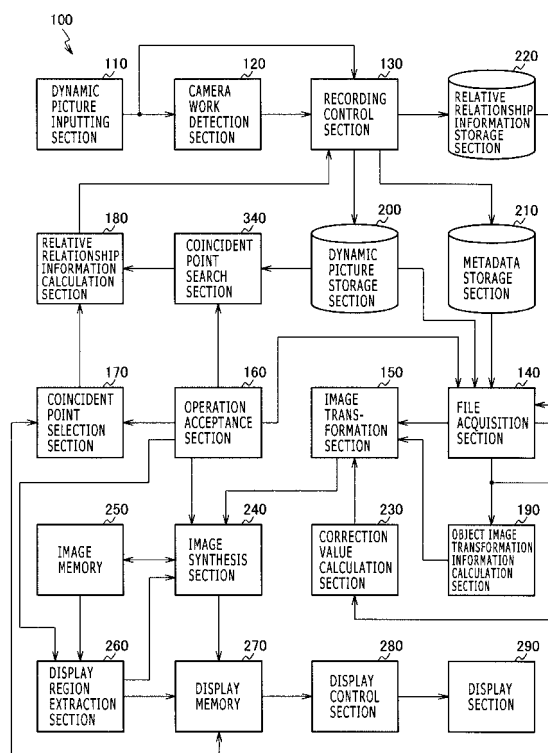 100
110
120
130
220
DYNAMIC
PICTURE
INPUTTING
SECTION
CAMERA
WORK
DETECTION
SECTION
RECORDING
CONTROL
SECTION
RELATIVE
RELATIONSHIP
INFORMATION
STORAGE
SECTION
180
340
200
210
RELATIVE
RELATIONSHIP
INFORMATION
CALCULATION
SECTION
COINCIDENT
POINT
SEARCH
SECTION
DYNAMIC
PICTURE
STORAGE
SECTION
METADATA
STORAGE
SECTION
170
160
150
140
COINCIDENT
POINT
SELECTION
SECTION
OPERATION
ACCEPTANCE
SECTION
IMAGE
TRANS-
FORMATION
SECTION
FILE
ACQUISITION
SECTION
250
240
230
190
IMAGE
MEMORY
IMAGE
SYNTHESIS
SECTION
CORRECTION
VALUE
CALCULATION
SECTION
OBJECT IMAGE
TRANSFORMATION
INFORMATION
CALCULATION
SECTION
260
270
280
290
DISPLAY
REGION
EXTRACTION
SECTION
DISPLAY
MEMORY
DISPLAY
CONTROL
SECTION
DISPLAY
SECTION